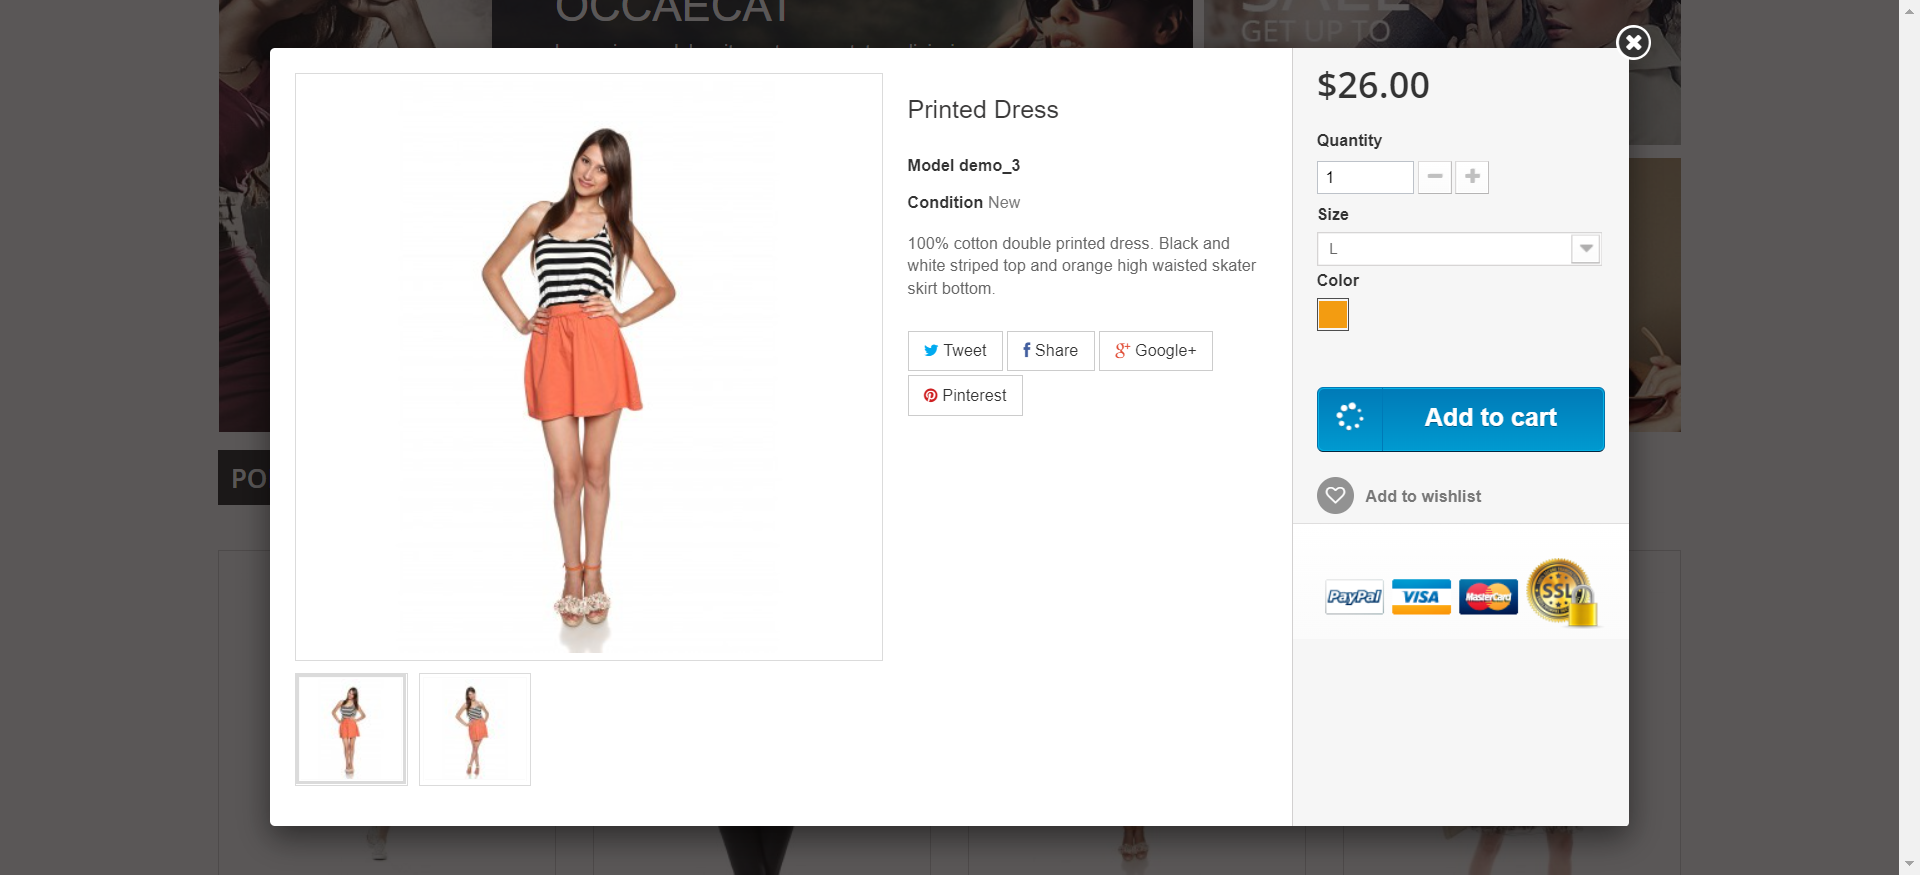 OCCAECAT
GET UP TO
$26.00
Printed Dress
Quantity
Model demo_3
1
Condition New
Size
100% cotton double printed dress. Black and
white striped top and orange high waisted skater
skirt bottom.
L
Color
Tweet
Share
Google+
Pinterest
Add to cart
PO
Add to wishlist
PayPal
VISA
MasterCard
SSL